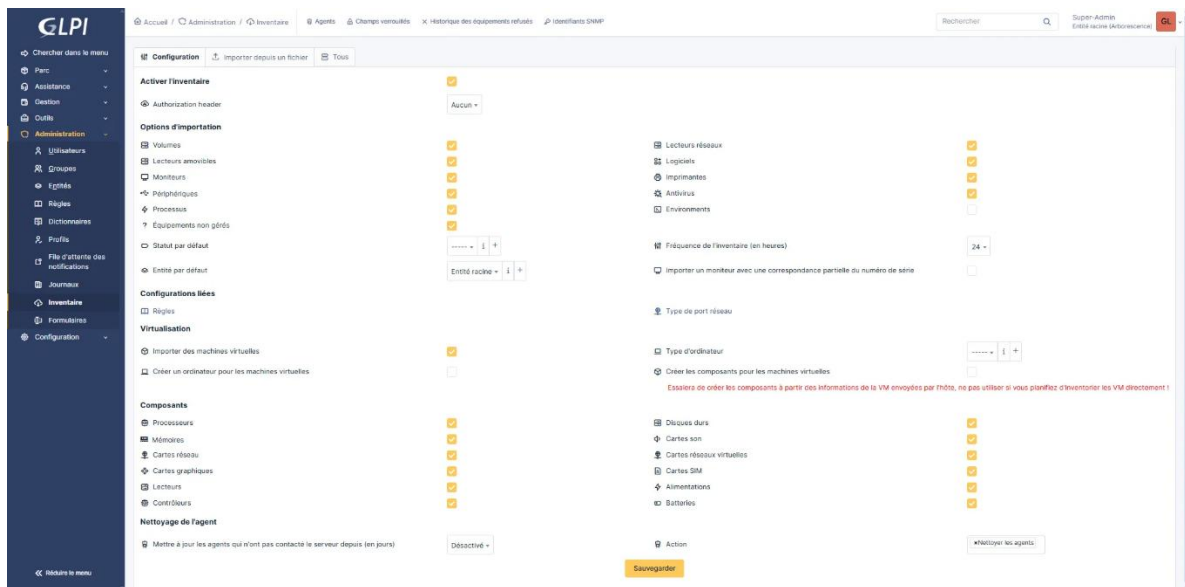 GLPI
Chercher dans le menu
Parc
Assistance
Gestion
Outils
Administration
Utilisateurs
Groupes
Entités
Règles
Dictionnaires
Profils
File d'attente des
notifications
Journaux
Inventaire
Formulaires
Configuration
Réduire le menu
Accueil / Administration / Inventaire Agents Champs verrouillés Historique des équipements refusés Identifiants SNMP
Rechercher
Super-Admin
Entité racine (Arborescence)
GL
Configuration Importer depuis un fichier Tous
Activer l'inventaire
Authorization header Aucun
Options d'importation
Volumes Lecteurs réseaux
Lecteurs amovibles Logiciels
Moniteurs Imprimantes
Périphériques Antivirus
Processus Environments
? Équipements non gérés
Statut par défaut ----- i + Fréquence de l'inventaire (en heures) 24
Entité par défaut Entité racine i + Importer un moniteur avec une correspondance partielle du numéro de série
Configurations liées
Règles Type de port réseau
Virtualisation
Importer des machines virtuelles Type d'ordinateur ----- i +
Créer un ordinateur pour les machines virtuelles Créer les composants pour les machines virtuelles
Essaiera de créer les composants à partir des informations de la VM envoyées par l'hôte, ne pas utiliser si vous planifiez d'inventorier les VM directement !
Composants
Processeurs Disques durs
Mémoires Cartes son
Cartes réseau Cartes réseaux virtuelles
Cartes graphiques Cartes SIM
Lecteurs Alimentations
Contrôleurs Batteries
Nettoyage de l'agent
Mettre à jour les agents qui n'ont pas contacté le serveur depuis (en jours) Désactivé Action ×Nettoyer les agents
Sauvegarder